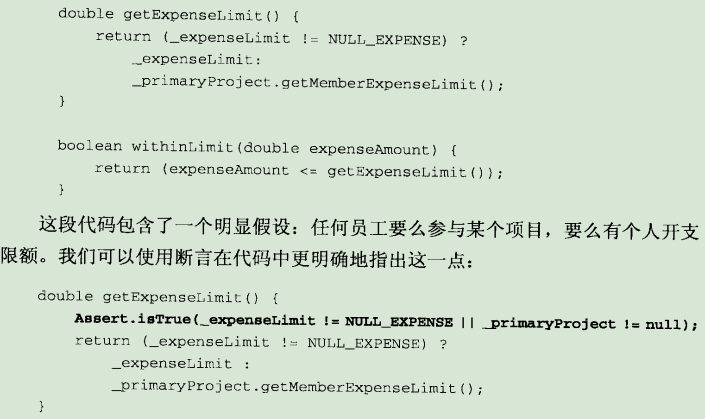 double getExpenseLimit() {
    return (_expenseLimit != NULL_EXPENSE) ?
        _expenseLimit:
        _primaryProject.getMemberExpenseLimit();
}
boolean withinLimit(double expenseAmount) {
    return (expenseAmount <= getExpenseLimit());
}
这段代码包含了一个明显假设：任何员工要么参与某个项目，要么有个人开支
限额。我们可以使用断言在代码中更明确地指出这一点：
double getExpenseLimit() {
    Assert.isTrue(_expenseLimit != NULL_EXPENSE || _primaryProject != null);
    return (_expenseLimit != NULL_EXPENSE) ?
        _expenseLimit :
        _primaryProject.getMemberExpenseLimit();
}